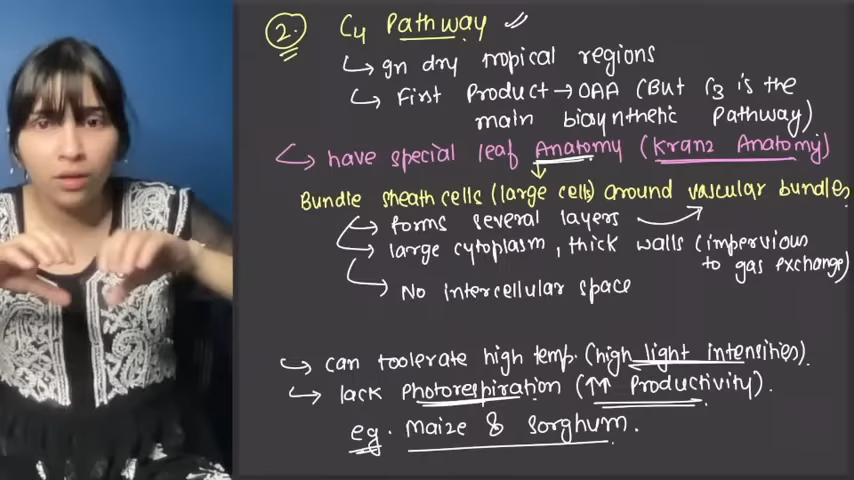 2. C4 Pathway
In dry tropical regions
First Product → OAA (But C3 is the
main biosynthetic Pathway)
have special leaf Anatomy (Kranz Anatomy)
Bundle sheath cells (large cells) around vascular bundles
forms several layers
large cytoplasm, thick walls (impervious
to gas exchange)
No intercellular space
can toolerate high temp. (high light intensities).
lack Photorespiration (↑↑ Productivity).
eg. Maize & sorghum.